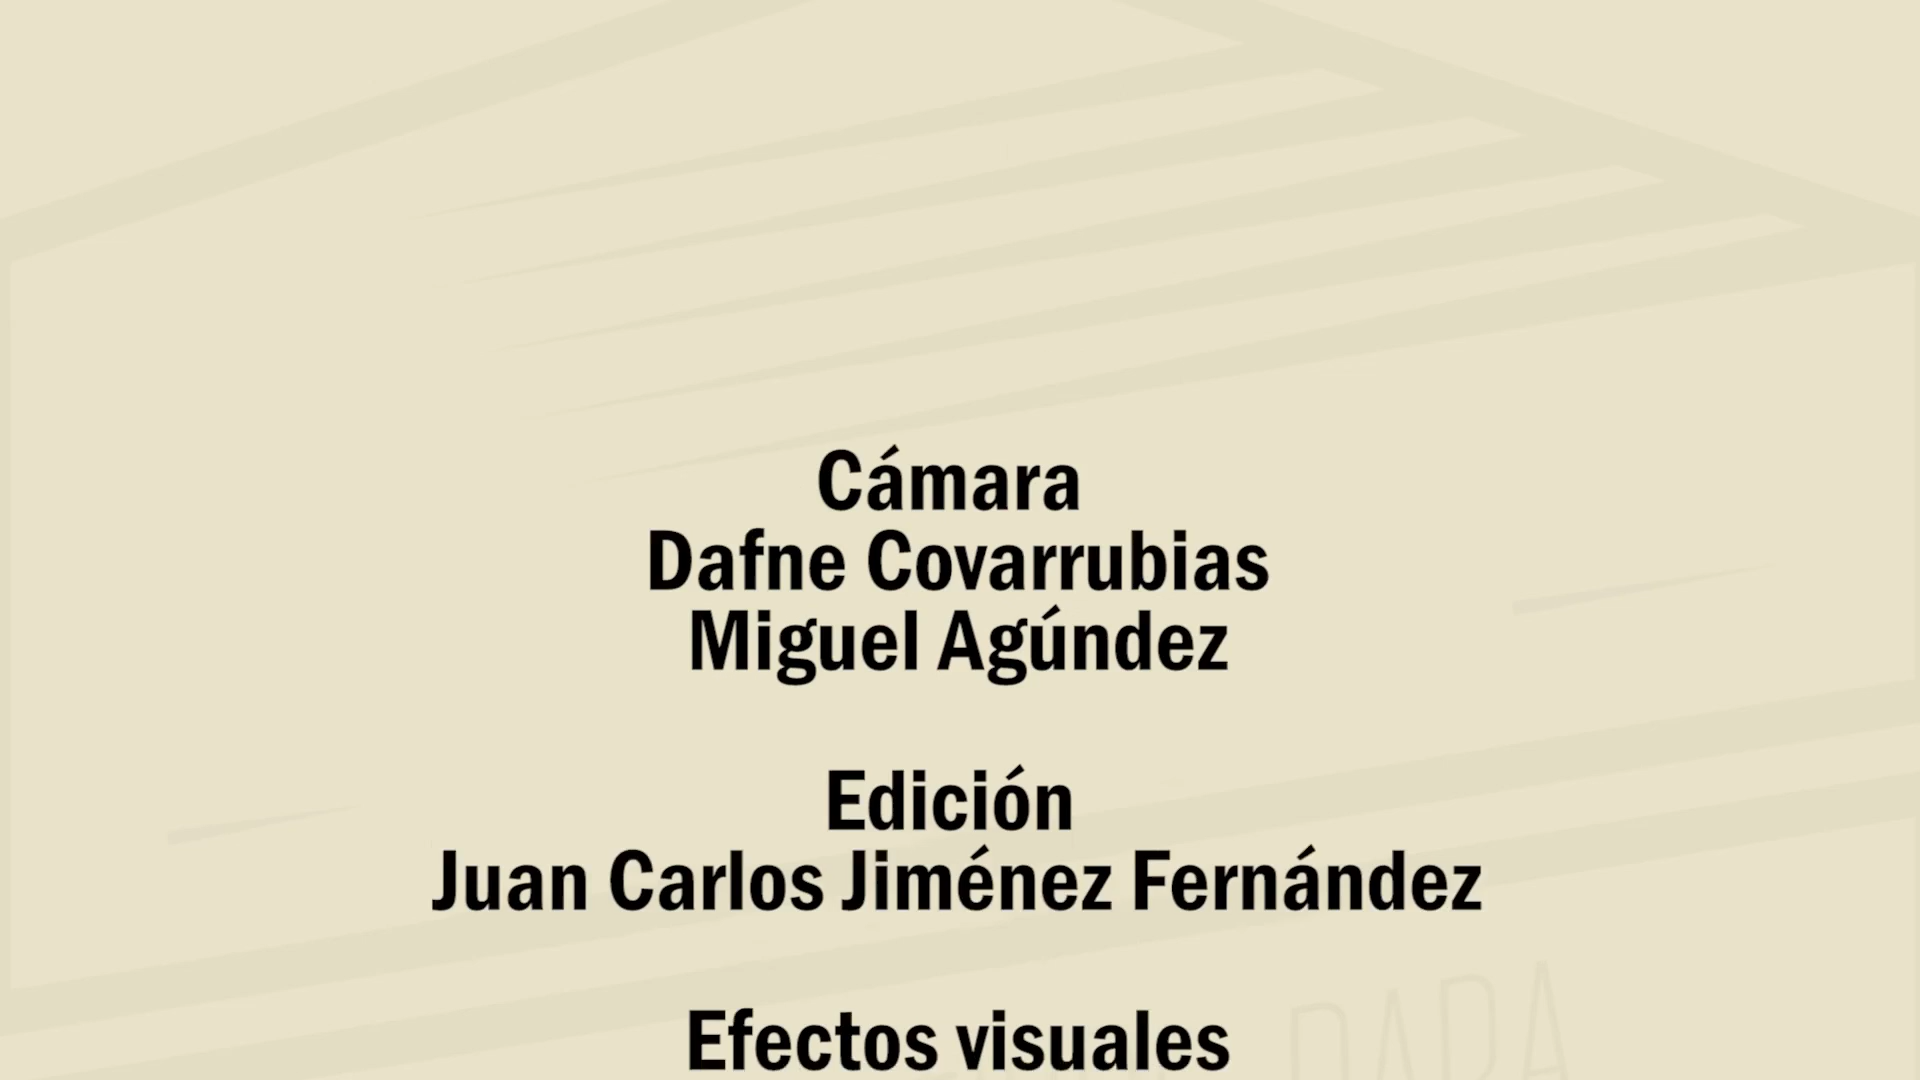 Cámara
Dafne Covarrubias
Miguel Agúndez
Edición
Juan Carlos Jiménez Fernández
Efectos visuales